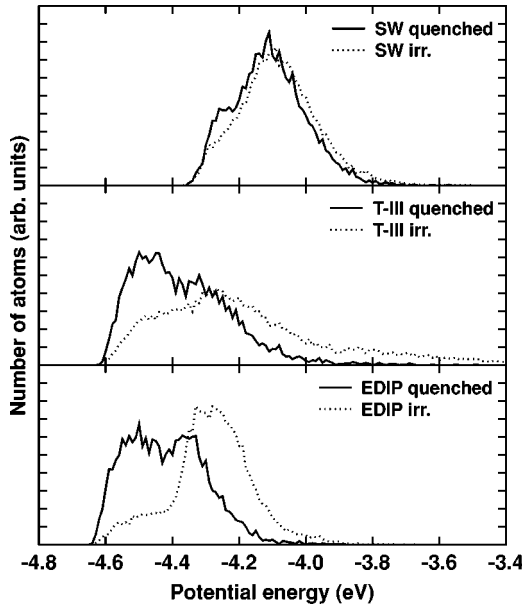 SW quenched
SW irr.
T-III quenched
T-III irr.
EDIP quenched
EDIP irr.
Number of atoms (arb. units)
-4.8 -4.6 -4.4 -4.2 -4.0 -3.8 -3.6 -3.4
Potential energy (eV)